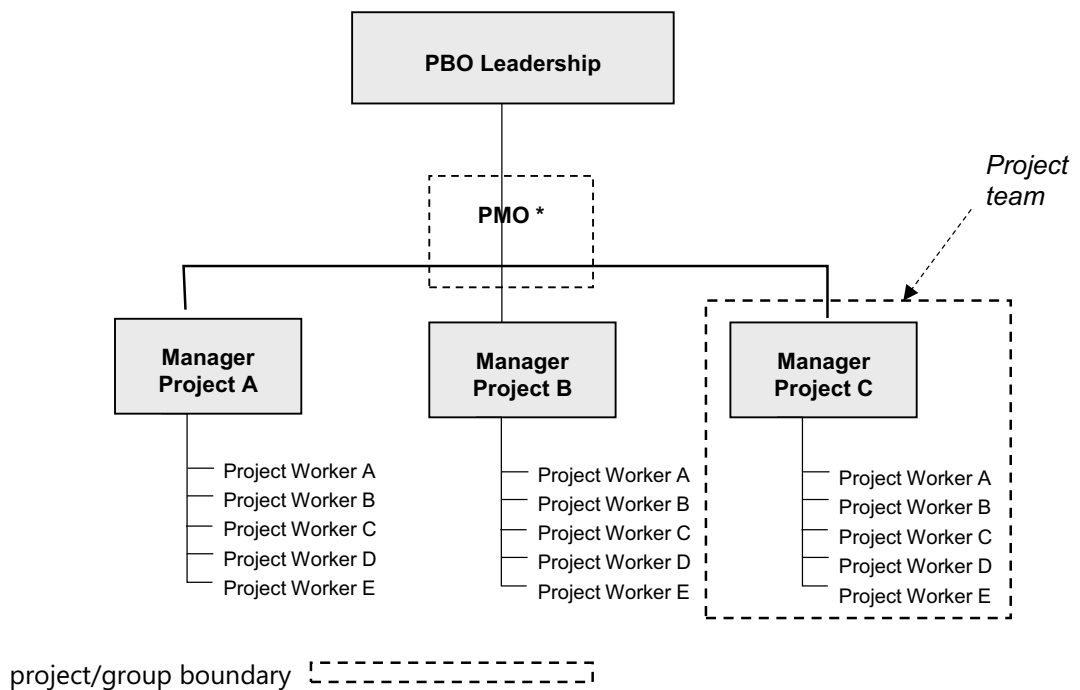 PBO Leadership
PMO *
Project
team
Manager
Project A
Manager
Project B
Manager
Project C
Project Worker A
Project Worker B
Project Worker C
Project Worker D
Project Worker E
Project Worker A
Project Worker B
Project Worker C
Project Worker D
Project Worker E
Project Worker A
Project Worker B
Project Worker C
Project Worker D
Project Worker E
project/group boundary